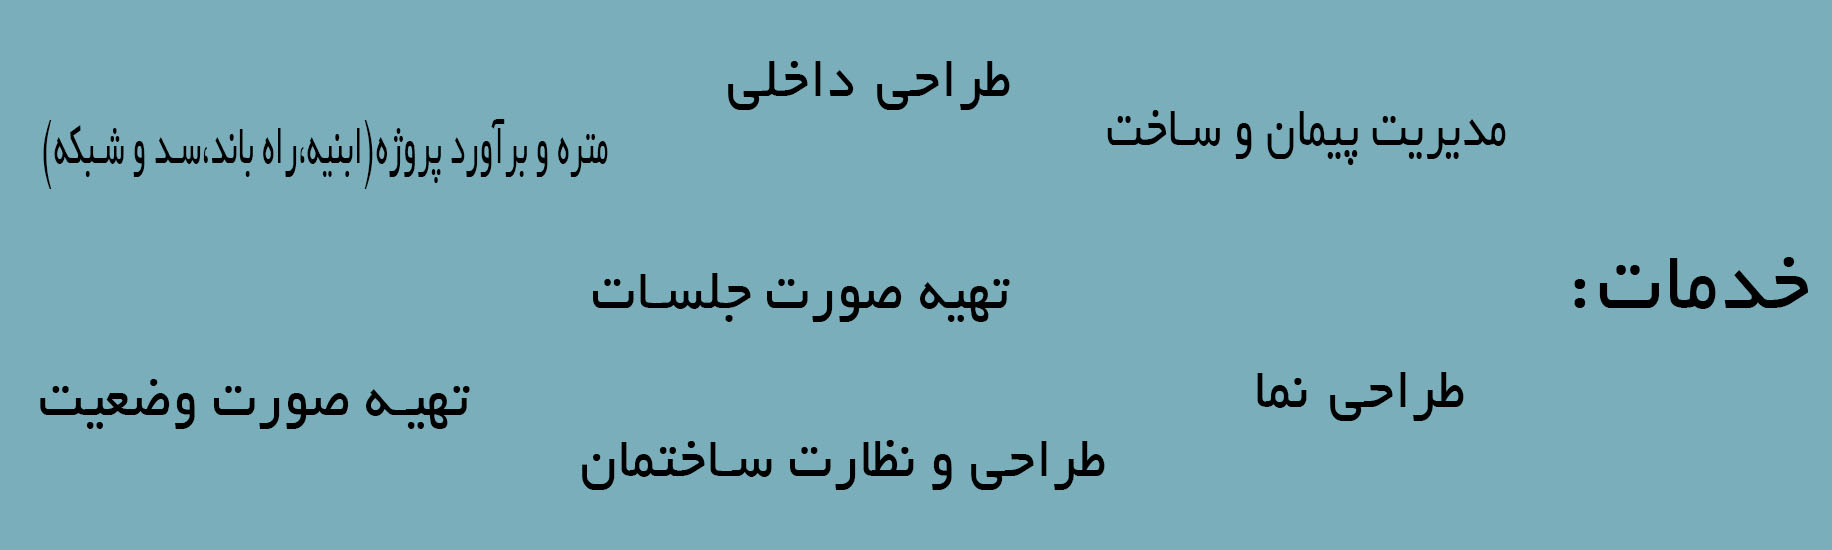 طراحی داخلی
مدیریت پیمان و ساخت
متره و برآورد پروژه(ابنیه،راه باند،سد و شبکه)
خدمات:
تهیه صورت جلسات
طراحی نما
تهیه صورت وضعیت
طراحی و نظارت ساختمان